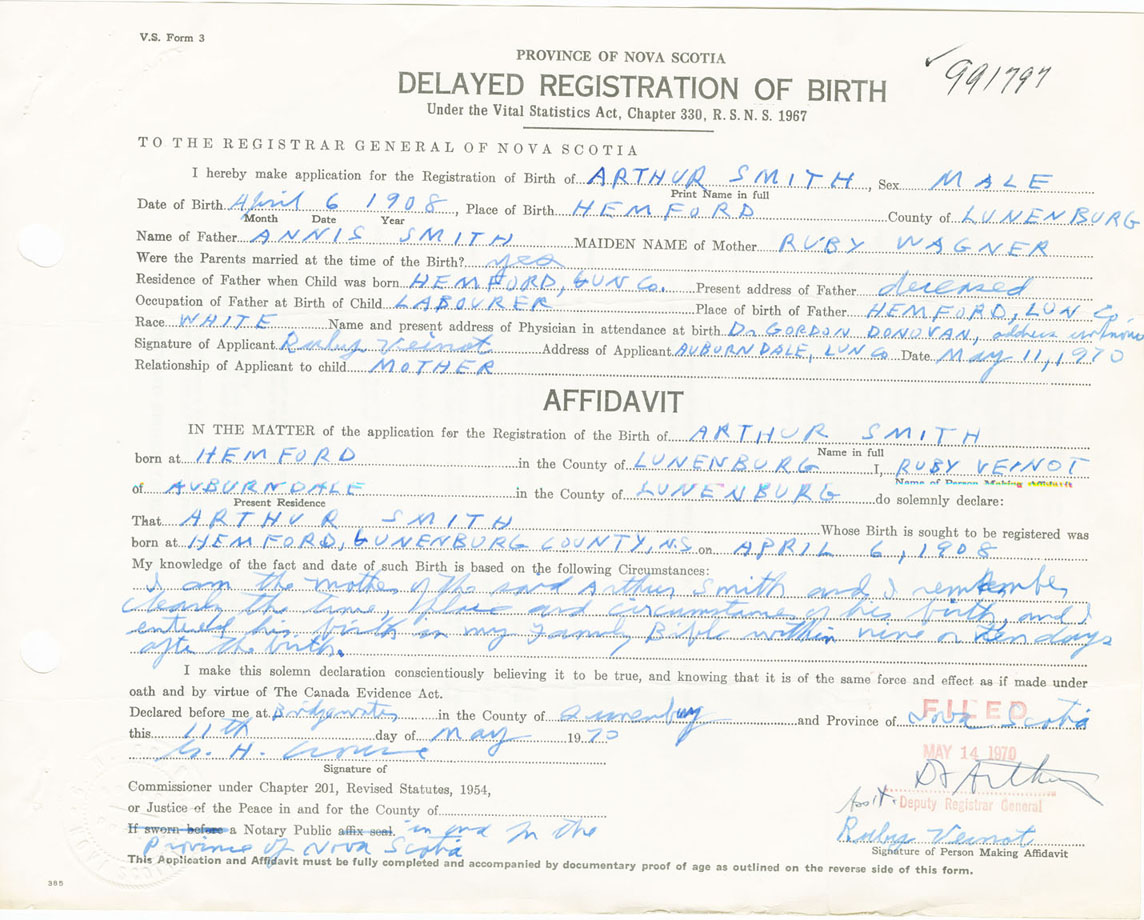 V.S. Form 3
PROVINCE OF NOVA SCOTIA
✓ 991797
DELAYED REGISTRATION OF BIRTH
Under the Vital Statistics Act, Chapter 330, R.S.N.S. 1967
TO THE REGISTRAR GENERAL OF NOVA SCOTIA
I hereby make application for the Registration of Birth of ARTHUR SMITH, Sex MALE
Print Name in full
Date of Birth April 6 1908, Place of Birth HEMFORD County of LUNENBURG
Month Date Year
Name of Father ANNIS SMITH MAIDEN NAME of Mother RUBY WAGNER
Were the Parents married at the time of the Birth? yes
Residence of Father when Child was born HEMFORD, LUN Co. Present address of Father deceased
Occupation of Father at Birth of Child LABOURER Place of birth of Father HEMFORD, LUN Co,
Race WHITE Name and present address of Physician in attendance at birth Dr GORDON DONOVAN, address unknown
Signature of Applicant Ruby Veinot Address of Applicant AUBURNDALE, LUN Co Date May 11, 1970
Relationship of Applicant to child MOTHER
AFFIDAVIT
IN THE MATTER of the application for the Registration of the Birth of ARTHUR SMITH
Name in full
born at HEMFORD in the County of LUNENBURG I, RUBY VEINOT
Name of Person Making Affidavit
of AUBURNDALE in the County of LUNENBURG do solemnly declare:
Present Residence
That ARTHUR SMITH Whose Birth is sought to be registered was
born at HEMFORD, LUNENBURG COUNTY, NS on APRIL 6, 1908
My knowledge of the fact and date of such Birth is based on the following Circumstances:
I am the mother of the said Arthur Smith and I remember
clearly the time, place and circumstances of his birth, and I
entered his birth in my Family Bible within nine or ten days
after the birth.
I make this solemn declaration conscientiously believing it to be true, and knowing that it is of the same force and effect as if made under
oath and by virtue of The Canada Evidence Act.
Declared before me at Bridgewater in the County of Lunenburg and Province of Nova Scotia
FILED
this 11th day of May 1970
MAY 14 1970
Signature of
Commissioner under Chapter 201, Revised Statutes, 1954,
or Justice of the Peace in and for the County of
Ass't. Deputy Registrar General
If sworn before a Notary Public affix seal. in and for the
Province of Nova Scotia
Ruby Veinot
Signature of Person Making Affidavit
This Application and Affidavit must be fully completed and accompanied by documentary proof of age as outlined on the reverse side of this form.
385